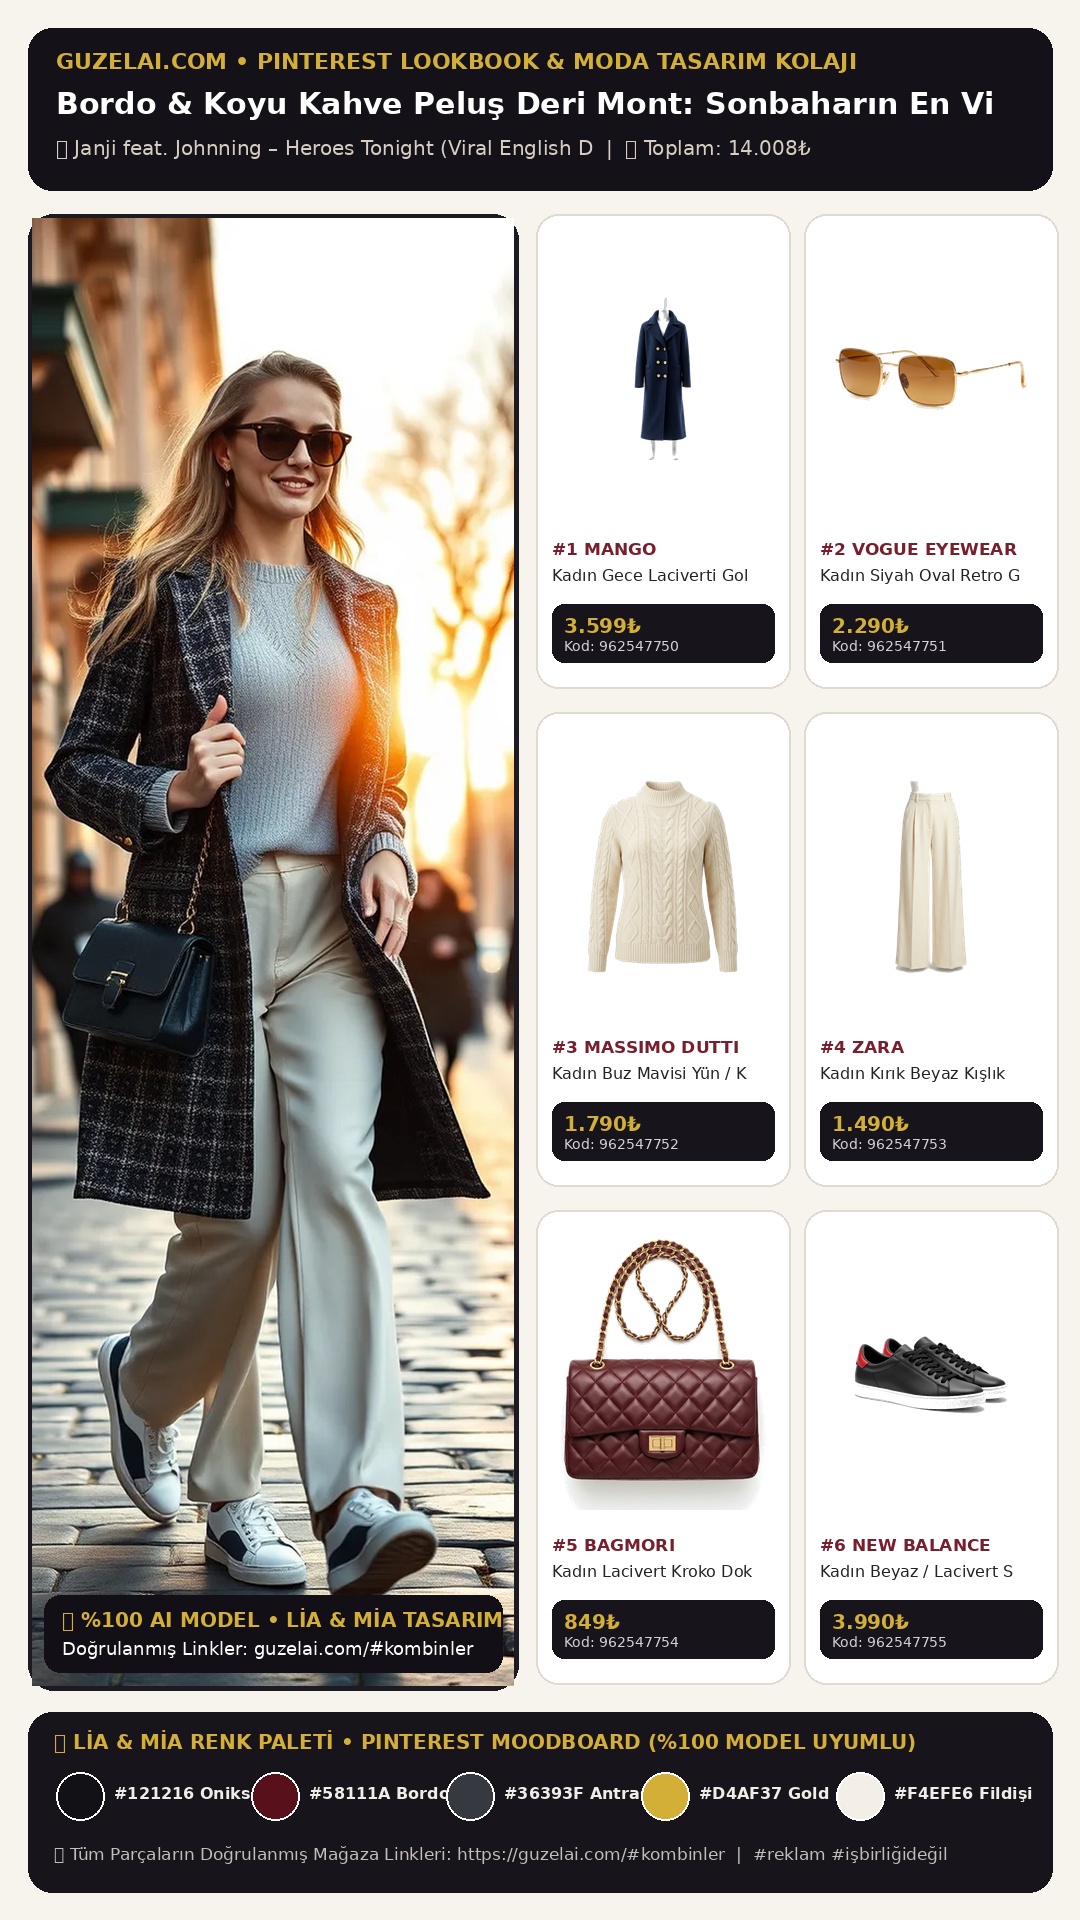 GUZELAI.COM • PINTEREST LOOKBOOK & MODA TASARIM KOLAJI
Bordo & Koyu Kahve Peluş Deri Mont: Sonbaharın En Vi
Janji feat. Johnning – Heroes Tonight (Viral English D | Toplam: 14.008₺
#1 MANGO
Kadın Gece Laciverti Gol
3.599₺
Kod: 962547750
#2 VOGUE EYEWEAR
Kadın Siyah Oval Retro G
2.290₺
Kod: 962547751
#3 MASSIMO DUTTI
Kadın Buz Mavisi Yün / K
1.790₺
Kod: 962547752
#4 ZARA
Kadın Kırık Beyaz Kışlık
1.490₺
Kod: 962547753
#5 BAGMORI
Kadın Lacivert Kroko Dok
849₺
Kod: 962547754
#6 NEW BALANCE
Kadın Beyaz / Lacivert S
3.990₺
Kod: 962547755
%100 AI MODEL • LİA & MİA TASARIM
Doğrulanmış Linkler: guzelai.com/#kombinler
LİA & MİA RENK PALETİ • PINTEREST MOODBOARD (%100 MODEL UYUMLU)
#121216 Oniks #58111A Bordo #36393F Antra #D4AF37 Gold #F4EFE6 Fildişi
Tüm Parçaların Doğrulanmış Mağaza Linkleri: https://guzelai.com/#kombinler | #reklam #işbirliğideğil